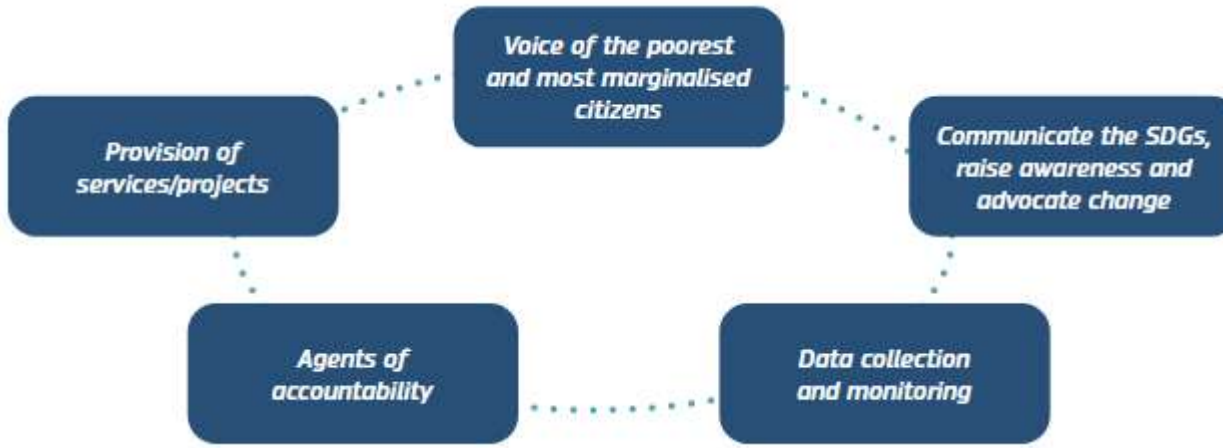 Voice of the poorest
and most marginalised
citizens
Provision of
services/projects
Communicate the SDGs,
raise awareness and
advocate change
Agents of
accountability
Data collection
and monitoring